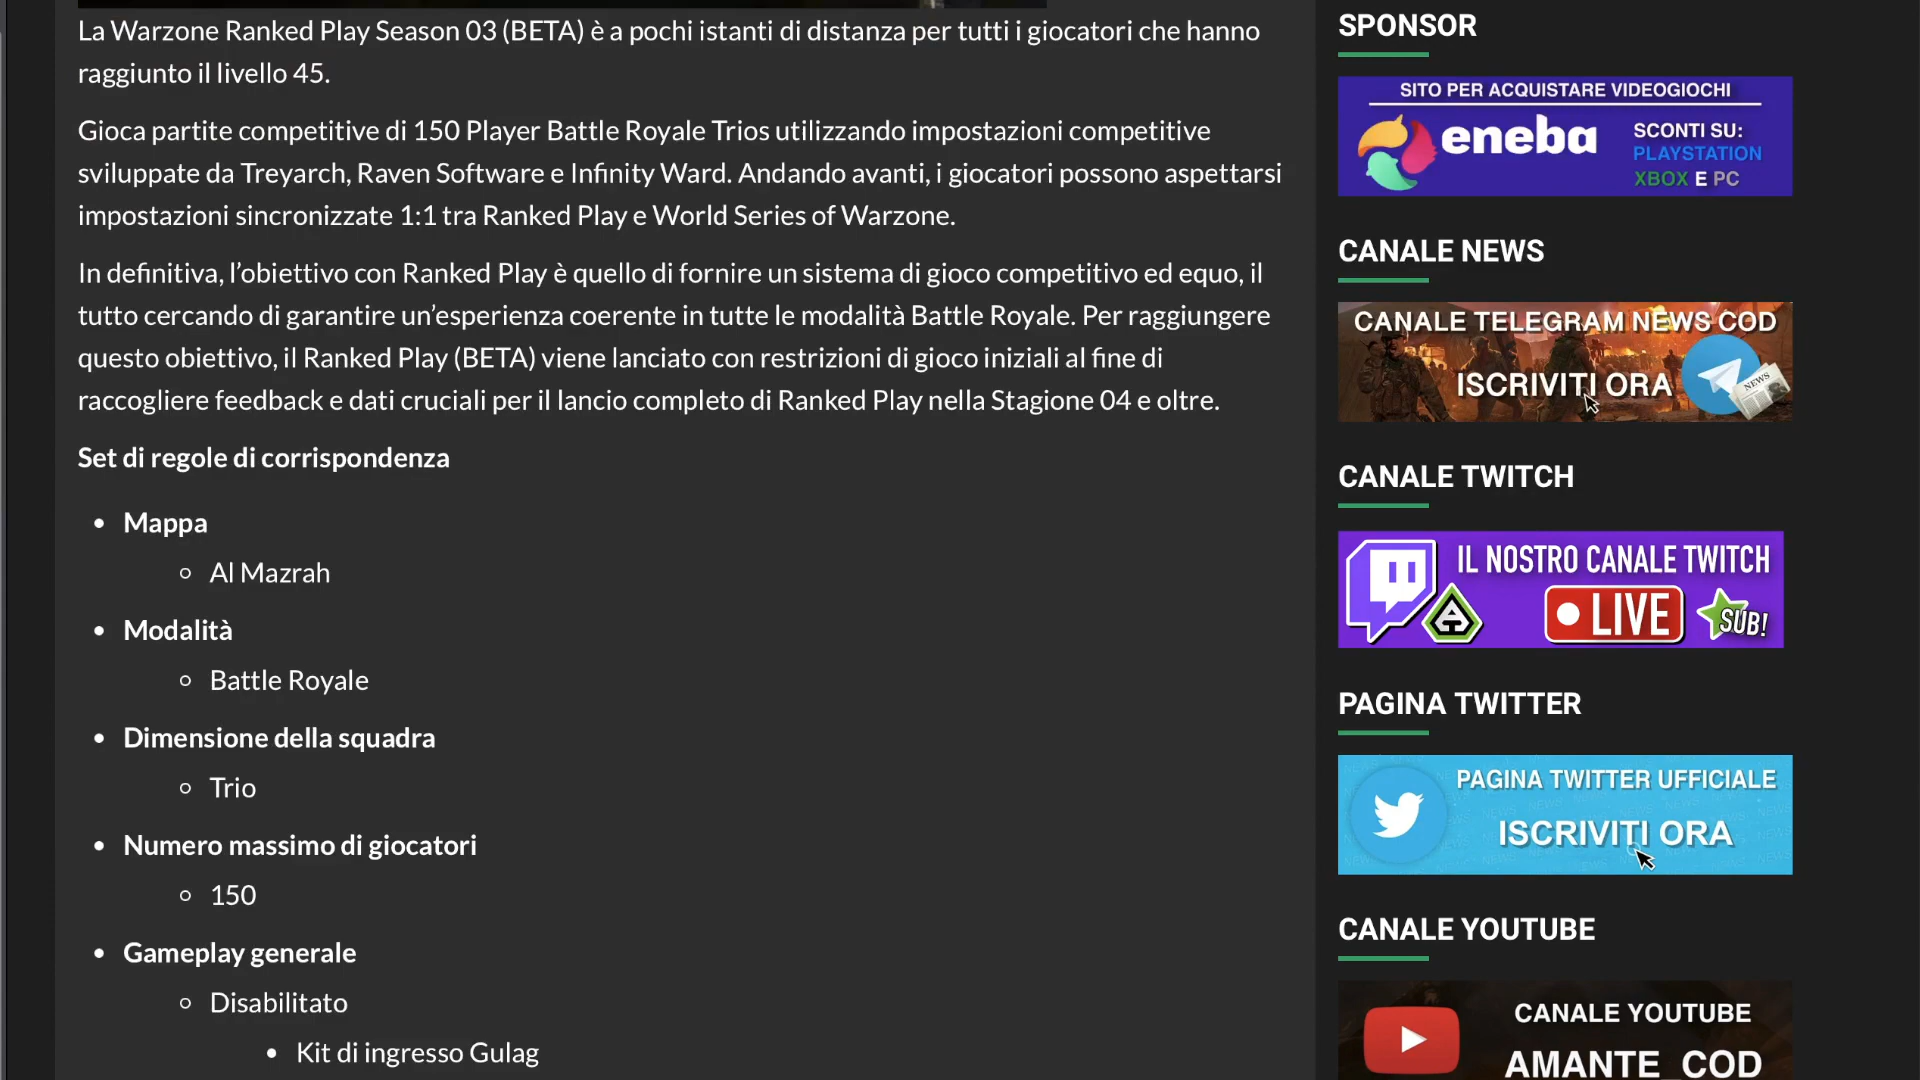 La Warzone Ranked Play Season 03 (BETA) è a pochi istanti di distanza per tutti i giocatori che hanno
raggiunto il livello 45.
Gioca partite competitive di 150 Player Battle Royale Trios utilizzando impostazioni competitive
sviluppate da Treyarch, Raven Software e Infinity Ward. Andando avanti, i giocatori possono aspettarsi
impostazioni sincronizzate 1:1 tra Ranked Play e World Series of Warzone.
In definitiva, l’obiettivo con Ranked Play è quello di fornire un sistema di gioco competitivo ed equo, il
tutto cercando di garantire un’esperienza coerente in tutte le modalità Battle Royale. Per raggiungere
questo obiettivo, il Ranked Play (BETA) viene lanciato con restrizioni di gioco iniziali al fine di
raccogliere feedback e dati cruciali per il lancio completo di Ranked Play nella Stagione 04 e oltre.
Set di regole di corrispondenza
Mappa
Al Mazrah
Modalità
Battle Royale
Dimensione della squadra
Trio
Numero massimo di giocatori
150
Gameplay generale
Disabilitato
Kit di ingresso Gulag
SPONSOR
SITO PER ACQUISTARE VIDEOGIOCHI
eneba
SCONTI SU:
PLAYSTATION
XBOX E PC
CANALE NEWS
CANALE TELEGRAM NEWS COD
ISCRIVITI ORA
NEWS
CANALE TWITCH
IL NOSTRO CANALE TWITCH
LIVE
SUB!
PAGINA TWITTER
PAGINA TWITTER UFFICIALE
ISCRIVITI ORA
CANALE YOUTUBE
CANALE YOUTUBE
AMANTE_COD